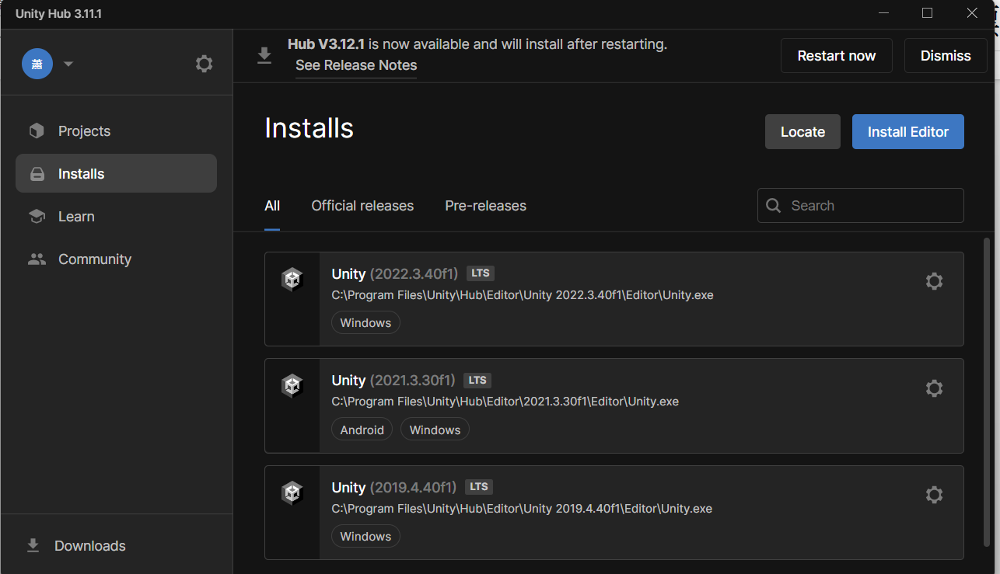 Unity Hub 3.11.1
蕭
Hub V3.12.1 is now available and will install after restarting.
See Release Notes
Restart now
Dismiss
Projects
Installs
Learn
Community
Downloads
Installs
Locate
Install Editor
All
Official releases
Pre-releases
Search
Unity (2022.3.40f1) LTS
C:\Program Files\Unity\Hub\Editor\Unity 2022.3.40f1\Editor\Unity.exe
Windows
Unity (2021.3.30f1) LTS
C:\Program Files\Unity\Hub\Editor\2021.3.30f1\Editor\Unity.exe
Android
Windows
Unity (2019.4.40f1) LTS
C:\Program Files\Unity\Hub\Editor\Unity 2019.4.40f1\Editor\Unity.exe
Windows